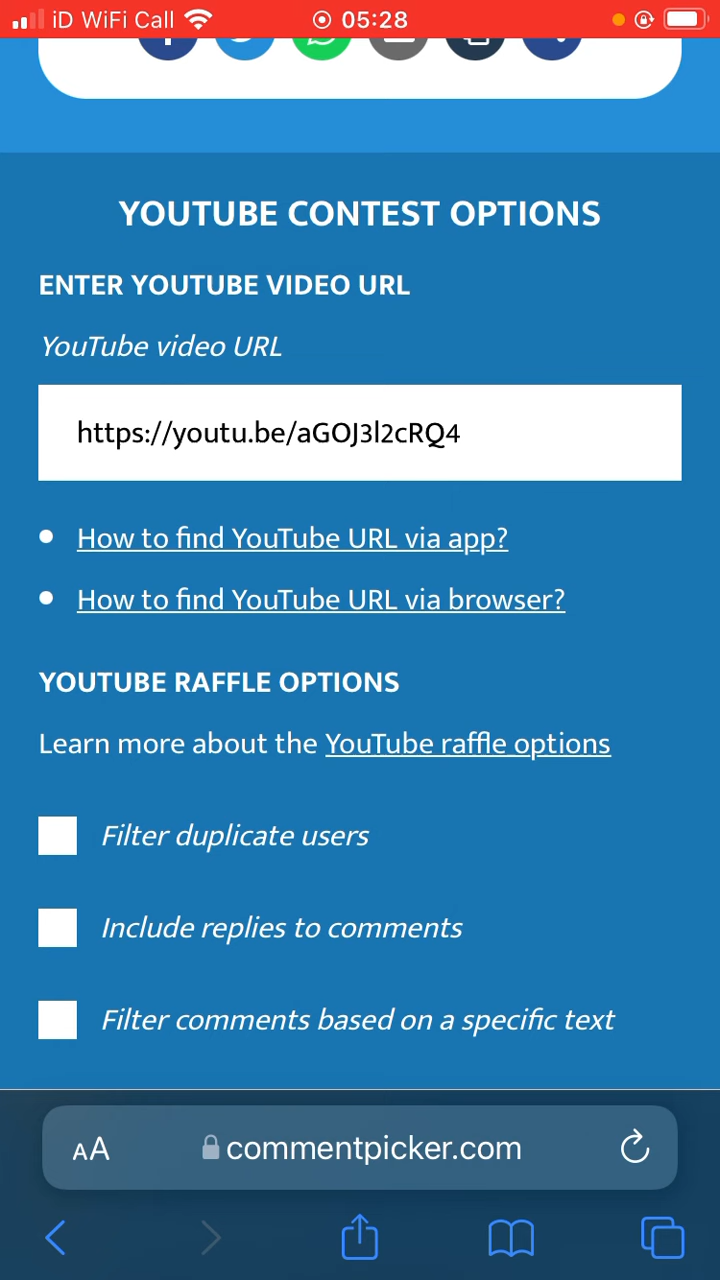 iD WiFi Call 05:28
YOUTUBE CONTEST OPTIONS
ENTER YOUTUBE VIDEO URL
YouTube video URL
https://youtu.be/aGOJ3l2cRQ4
How to find YouTube URL via app?
How to find YouTube URL via browser?
YOUTUBE RAFFLE OPTIONS
Learn more about the YouTube raffle options
Filter duplicate users
Include replies to comments
Filter comments based on a specific text
AA commentpicker.com